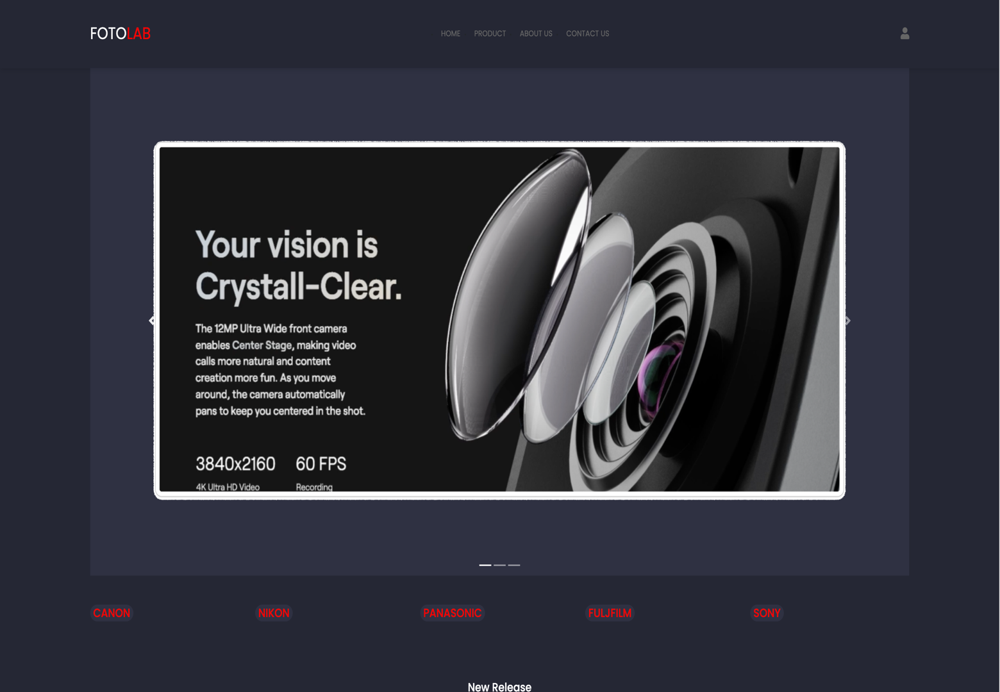 FOTOLAB
HOME PRODUCT ABOUT US CONTACT US
Your vision is
Crystall-Clear.
The 12MP Ultra Wide front camera
enables Center Stage, making video
calls more natural and content
creation more fun. As you move
around, the camera automatically
pans to keep you centered in the shot.
3840x2160 60 FPS
4K Ultra HD Video Recording
CANON NIKON PANASONIC FULJFILM SONY
New Release